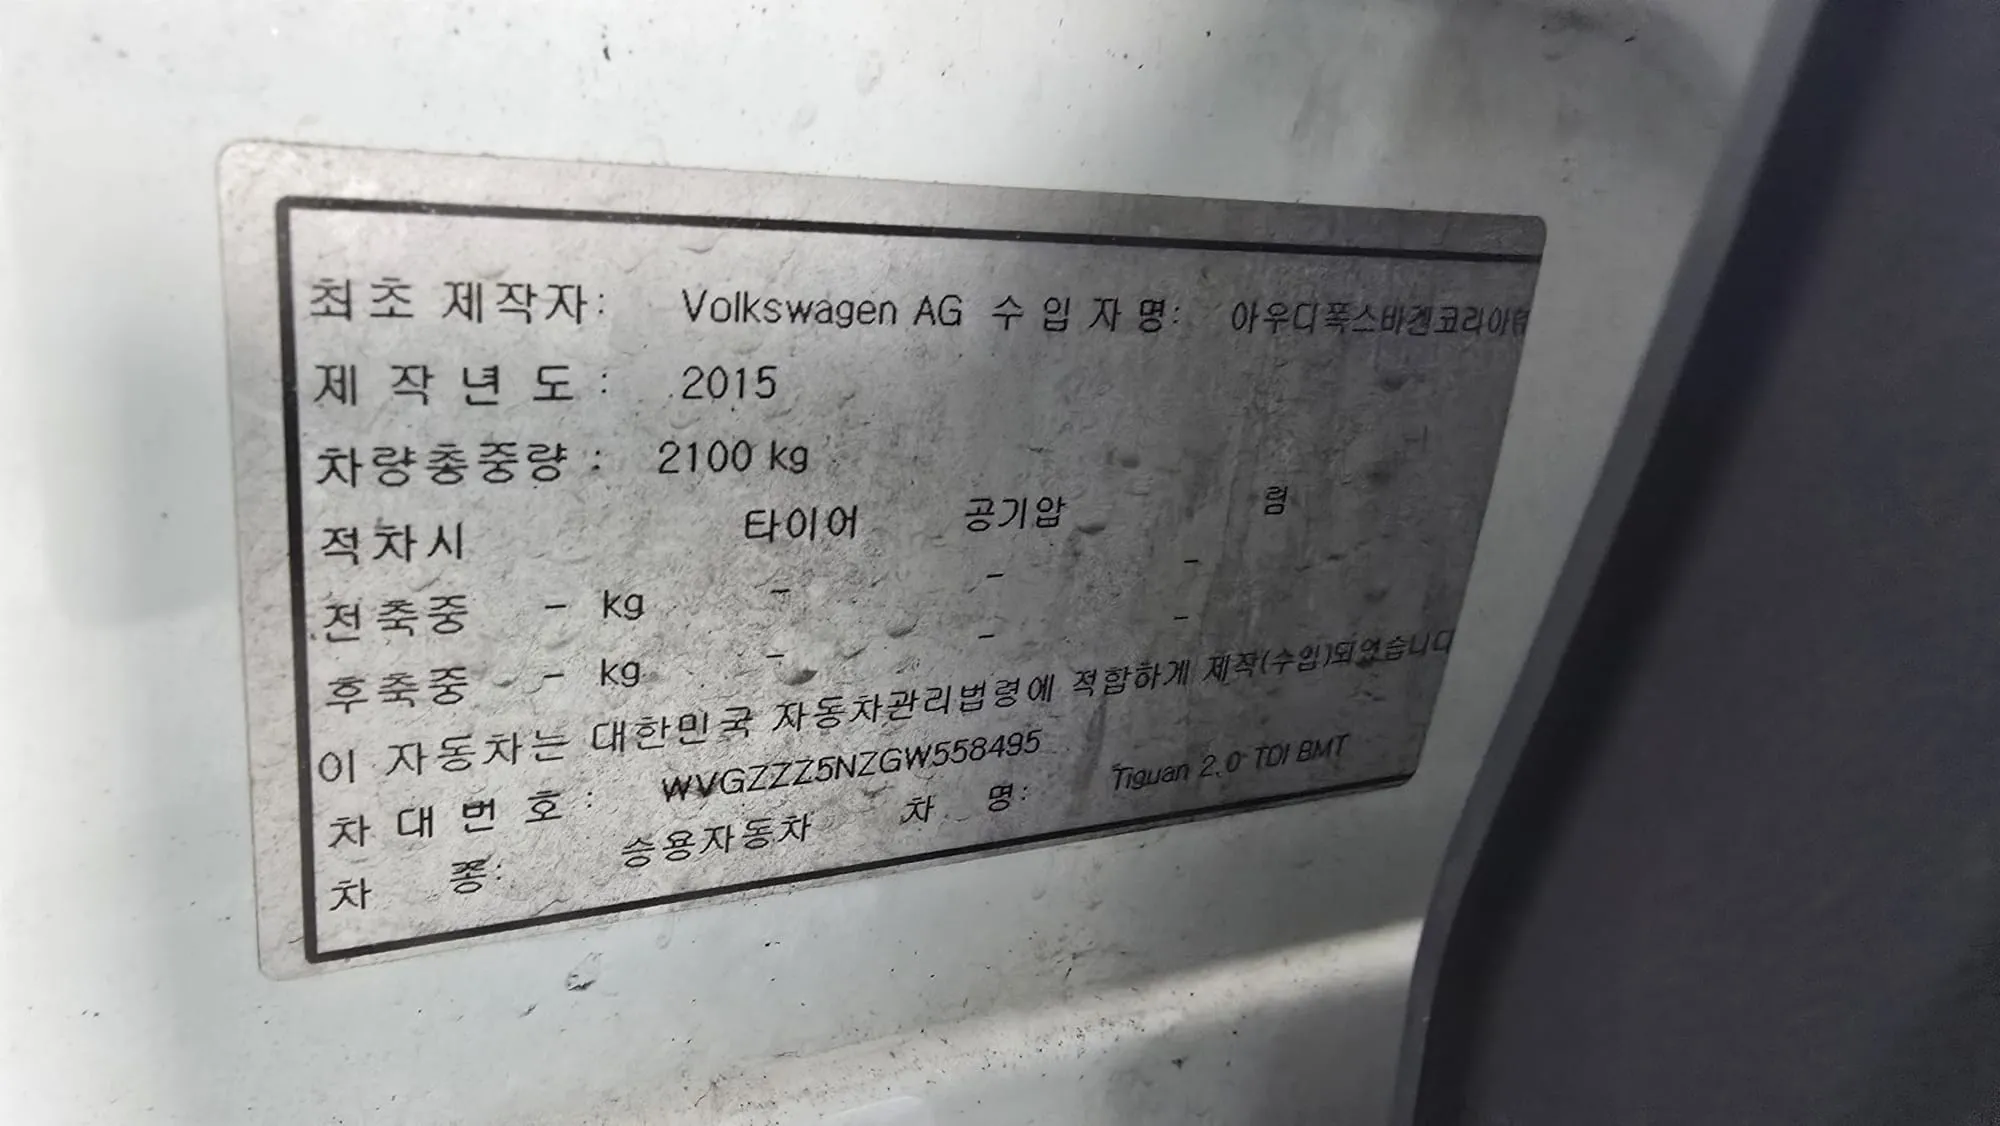 최초 제작자: Volkswagen AG 수입자명: 아우디폭스바겐코리아
제작년도: 2015
차량총중량: 2100 kg
적차시 타이어 공기압 림
전축중 - kg - - -
후축중 - kg - - -
이 자동차는 대한민국 자동차관리법령에 적합하게 제작(수입)되었습니다
차대번호: WVGZZZ5NZGW558495
차 종: 승용자동차 차 명: Tiguan 2.0 TDI BMT